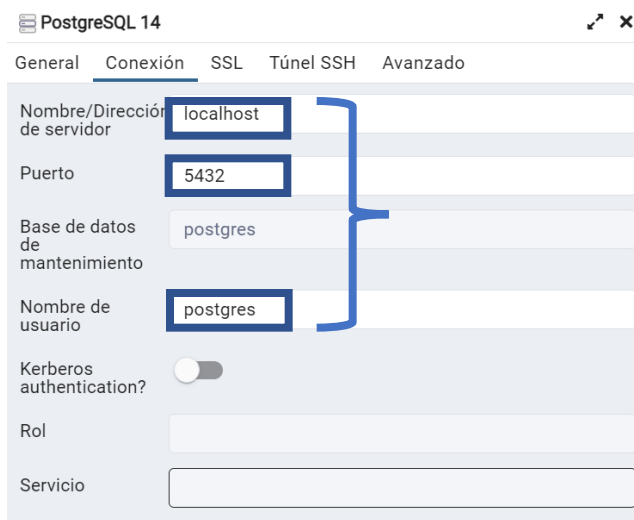 PostgreSQL 14
General Conexión SSL Túnel SSH Avanzado
Nombre/Dirección
de servidor
localhost
Puerto
5432
Base de datos
de
mantenimiento
postgres
Nombre de
usuario
postgres
Kerberos
authentication?
Rol
Servicio